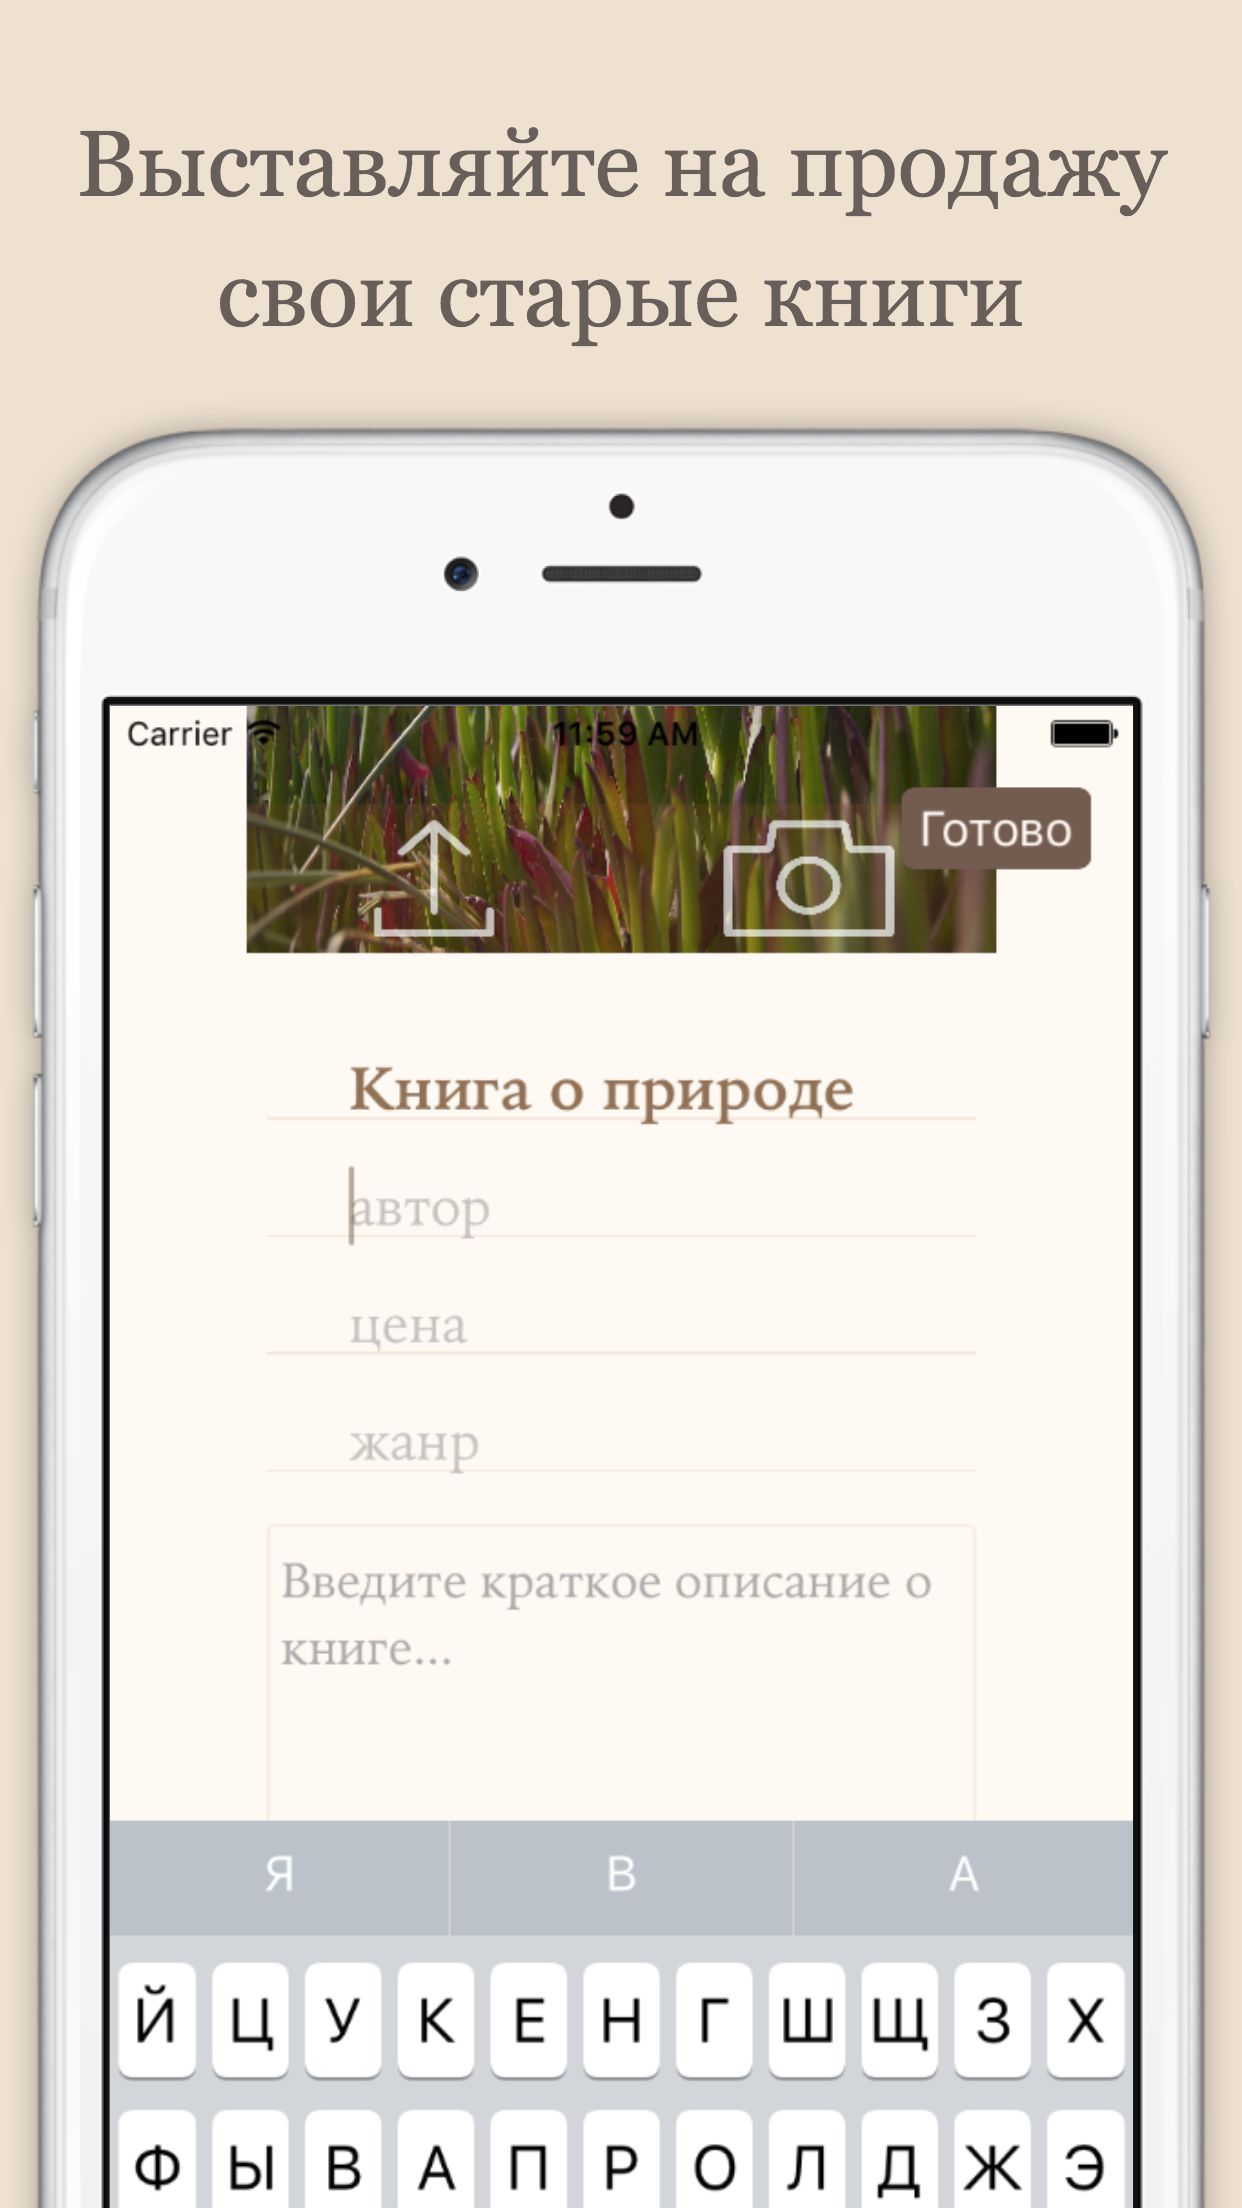 Выставляйте на продажу
свои старые книги
Carrier 11:59 AM
Готово
Книга о природе
автор
цена
жанр
Введите краткое описание о
книге...
Я В А
Й Ц У К Е Н Г Ш Щ З Х
Ф Ы В А П Р О Л Д Ж Э